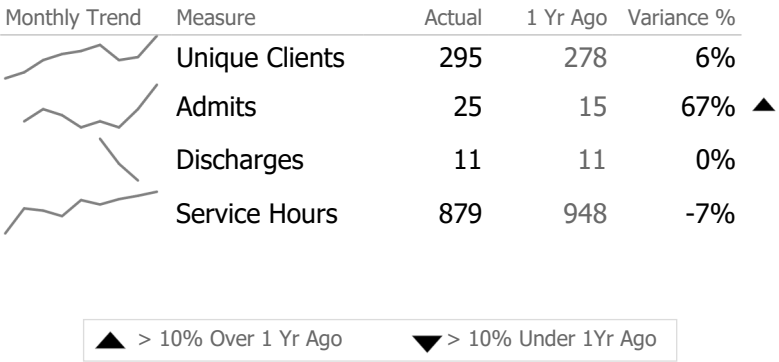 Monthly Trend Measure Actual 1 Yr Ago Variance %
Unique Clients 295 278 6%
Admits 25 15 67%
Discharges 11 11 0%
Service Hours 879 948 -7%
> 10% Over 1 Yr Ago > 10% Under 1Yr Ago